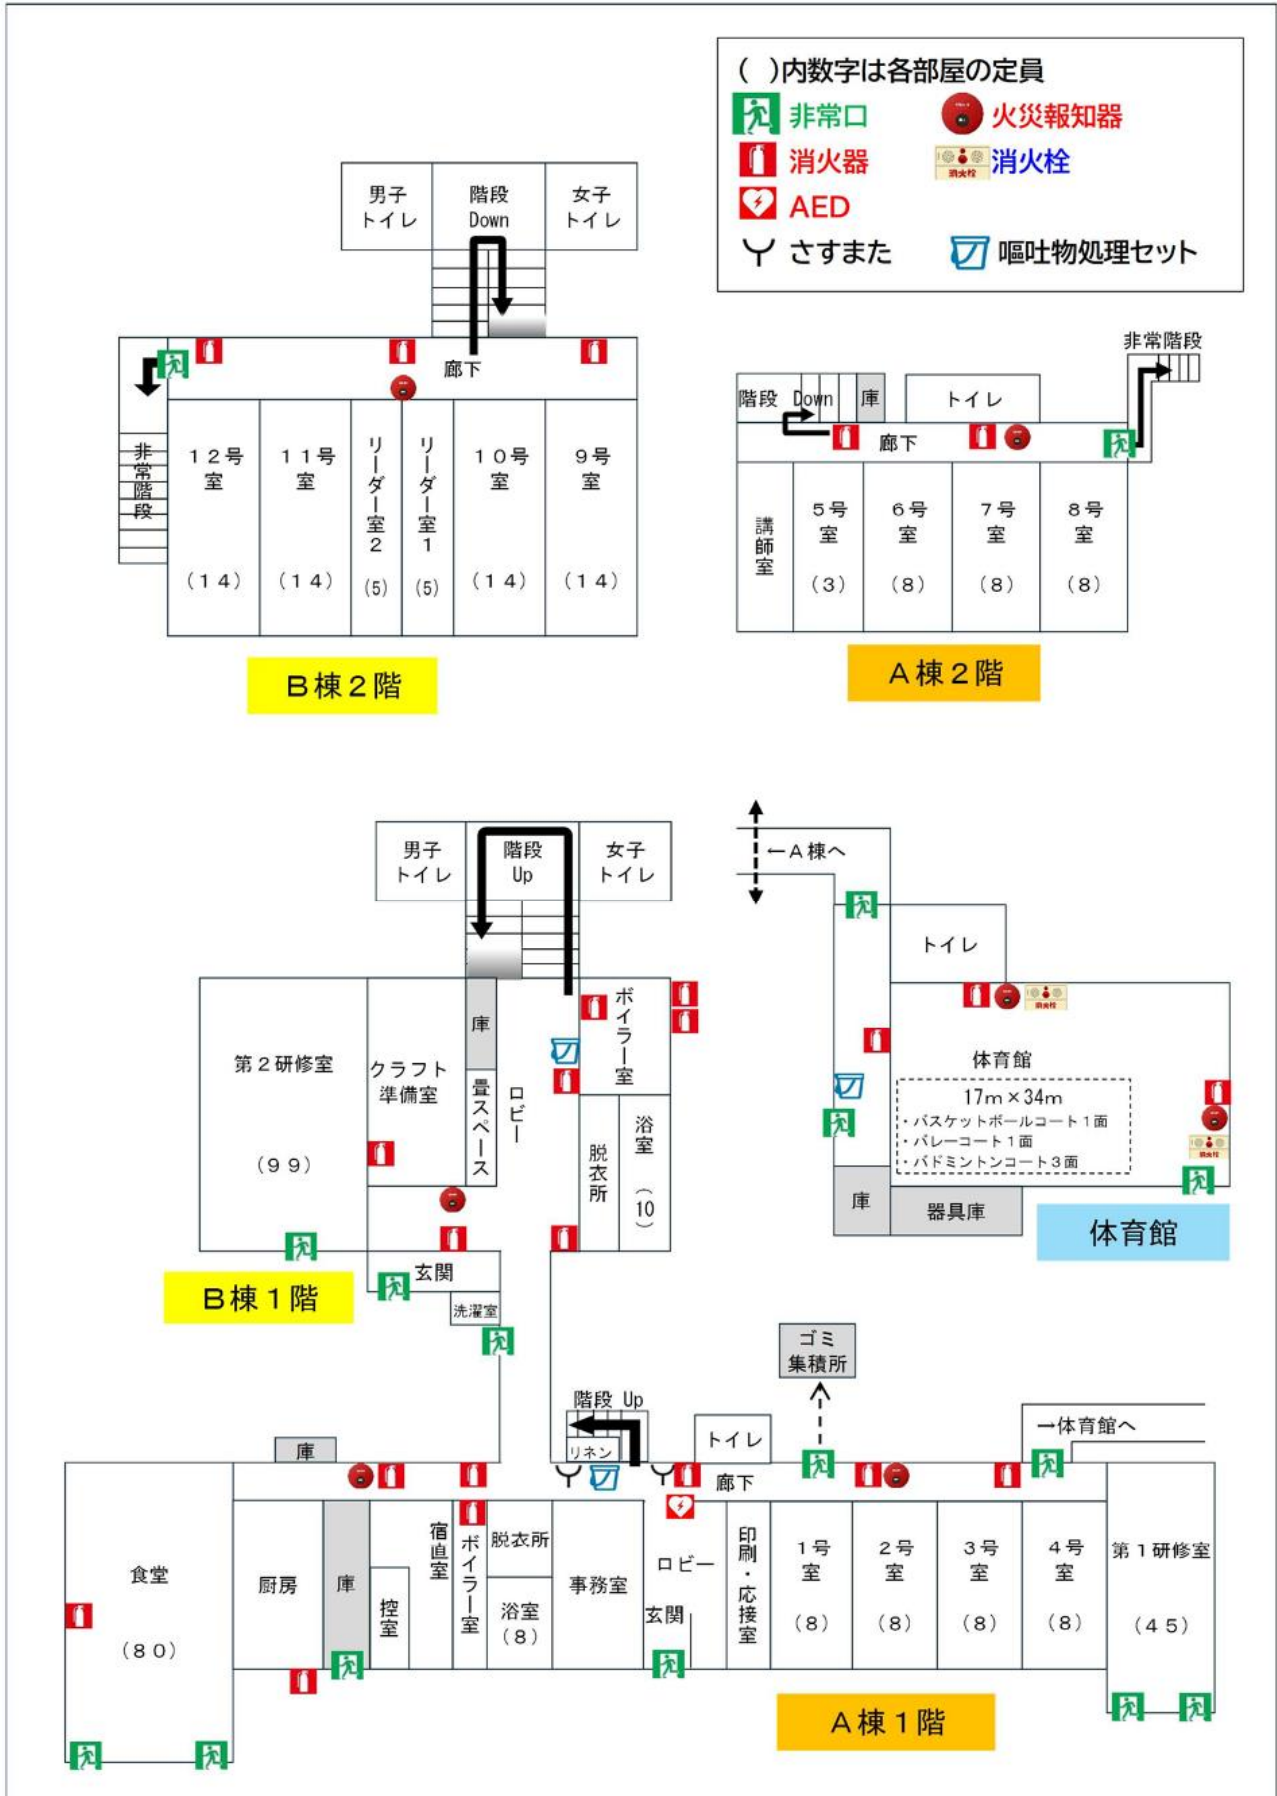 ( )内数字は各部屋の定員
非常口
火災報知器
消火器
消火栓
消火栓
AED
さすまた
嘔吐物処理セット
男子
トイレ
階段
Down
女子
トイレ
廊下
非常階段
12号
室
(14)
11号
室
(14)
リーダー室2
(5)
リーダー室1
(5)
10号
室
(14)
9号
室
(14)
B棟2階
非常階段
階段 Down
庫
トイレ
廊下
講師室
5号
室
(3)
6号
室
(8)
7号
室
(8)
8号
室
(8)
A棟2階
男子
トイレ
階段
Up
女子
トイレ
第2研修室
(99)
クラフト
準備室
庫
畳スペース
ロビー
ボイラー室
脱衣所
浴室
(10)
玄関
洗濯室
B棟1階
←A棟へ
トイレ
消火栓
体育館
17m×34m
・バスケットボールコート1面
・バレーコート1面
・バドミントンコート3面
消火栓
庫
器具庫
体育館
ゴミ
集積所
階段 Up
リネン
トイレ
→体育館へ
庫
廊下
食堂
(80)
厨房
庫
控室
宿直室
ボイラー室
脱衣所
浴室
(8)
事務室
ロビー
玄関
印刷・応接室
1号
室
(8)
2号
室
(8)
3号
室
(8)
4号
室
(8)
第1研修室
(45)
A棟1階